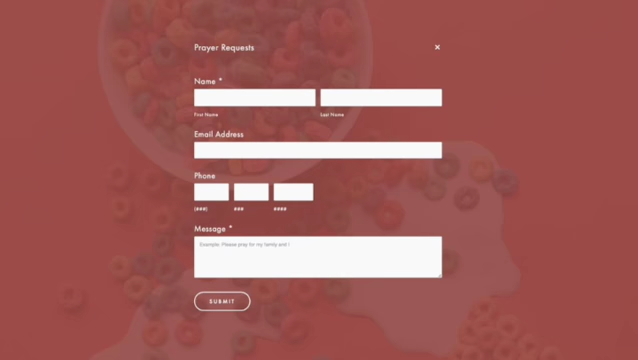 Prayer Requests ×
Name *
First Name Last Name
Email Address
Phone
(###) ### ####
Message *
Example: Please pray for my family and I
SUBMIT